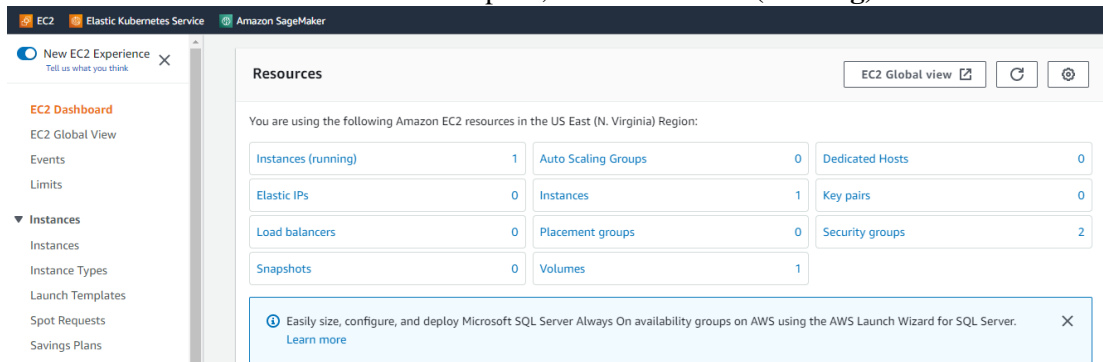 EC2 Elastic Kubernetes Service Amazon SageMaker
New EC2 Experience
Tell us what you think
EC2 Dashboard
EC2 Global View
Events
Limits
Instances
Instances
Instance Types
Launch Templates
Spot Requests
Savings Plans
Resources
EC2 Global view
You are using the following Amazon EC2 resources in the US East (N. Virginia) Region:
Instances (running) 1 Auto Scaling Groups 0 Dedicated Hosts 0
Elastic IPs 0 Instances 1 Key pairs 0
Load balancers 0 Placement groups 0 Security groups 2
Snapshots 0 Volumes 1
Easily size, configure, and deploy Microsoft SQL Server Always On availability groups on AWS using the AWS Launch Wizard for SQL Server.
Learn more